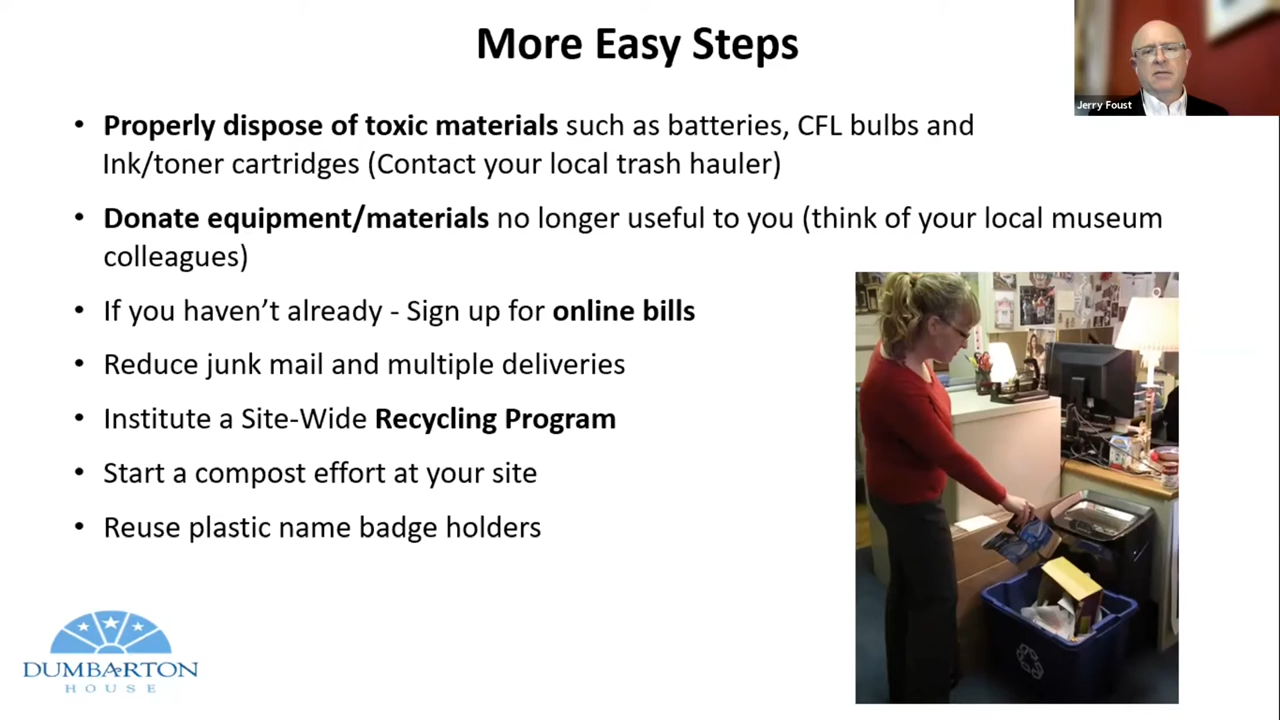 More Easy Steps
Jerry Foust
• Properly dispose of toxic materials such as batteries, CFL bulbs and
Ink/toner cartridges (Contact your local trash hauler)
• Donate equipment/materials no longer useful to you (think of your local museum
colleagues)
• If you haven’t already - Sign up for online bills
• Reduce junk mail and multiple deliveries
• Institute a Site-Wide Recycling Program
• Start a compost effort at your site
• Reuse plastic name badge holders
DUMBARTON
HOUSE